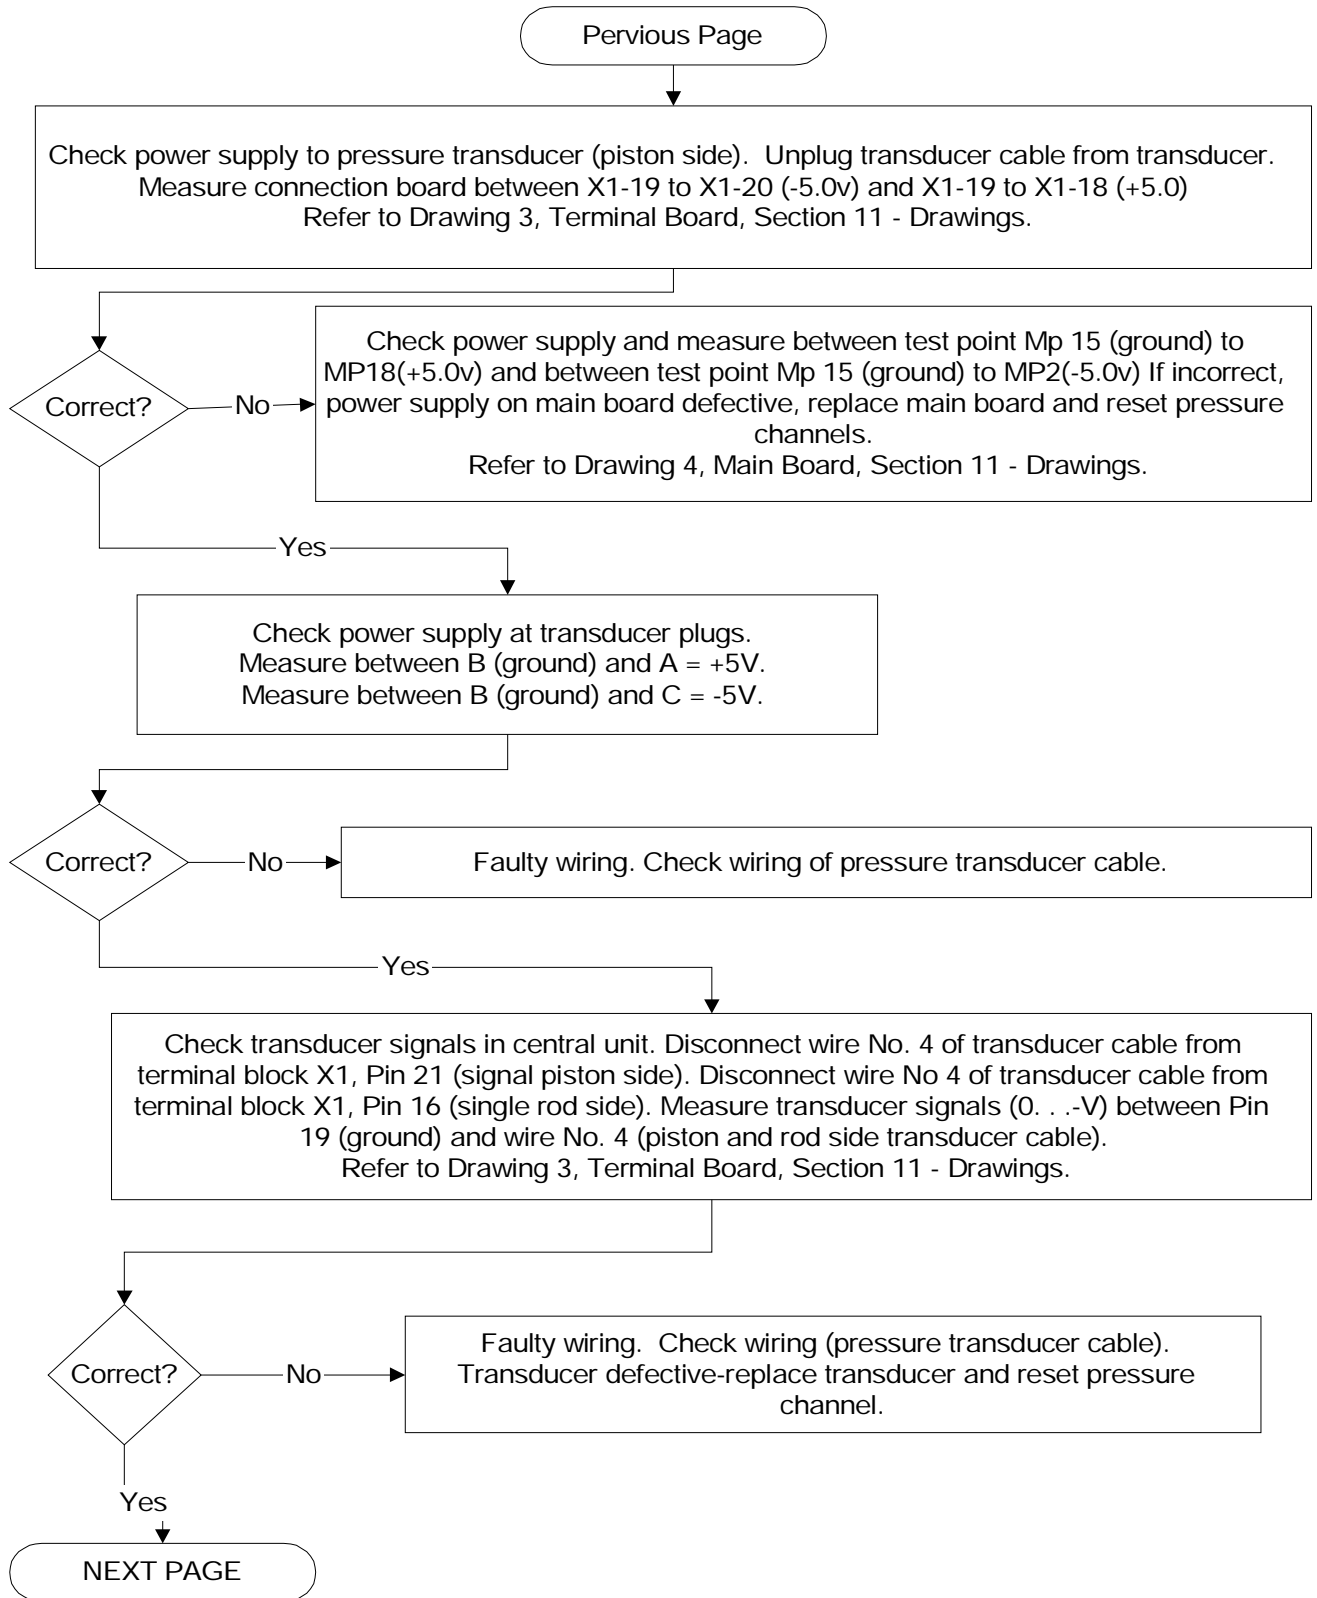 Pervious Page
Check power supply to pressure transducer (piston side).  Unplug transducer cable from transducer.
Measure connection board between X1-19 to X1-20 (-5.0v) and X1-19 to X1-18 (+5.0)
Refer to Drawing 3, Terminal Board, Section 11 - Drawings.
Correct?
No
Check power supply and measure between test point Mp 15 (ground) to
MP18(+5.0v) and between test point Mp 15 (ground) to MP2(-5.0v) If incorrect,
power supply on main board defective, replace main board and reset pressure
channels.
Refer to Drawing 4, Main Board, Section 11 - Drawings.
Yes
Check power supply at transducer plugs.
Measure between B (ground) and A = +5V.
Measure between B (ground) and C = -5V.
Correct?
No
Faulty wiring. Check wiring of pressure transducer cable.
Yes
Check transducer signals in central unit. Disconnect wire No. 4 of transducer cable from
terminal block X1, Pin 21 (signal piston side). Disconnect wire No 4 of transducer cable from
terminal block X1, Pin 16 (single rod side). Measure transducer signals (0. . .-V) between Pin
19 (ground) and wire No. 4 (piston and rod side transducer cable).
Refer to Drawing 3, Terminal Board, Section 11 - Drawings.
Correct?
No
Faulty wiring.  Check wiring (pressure transducer cable).
Transducer defective-replace transducer and reset pressure
channel.
Yes
NEXT PAGE